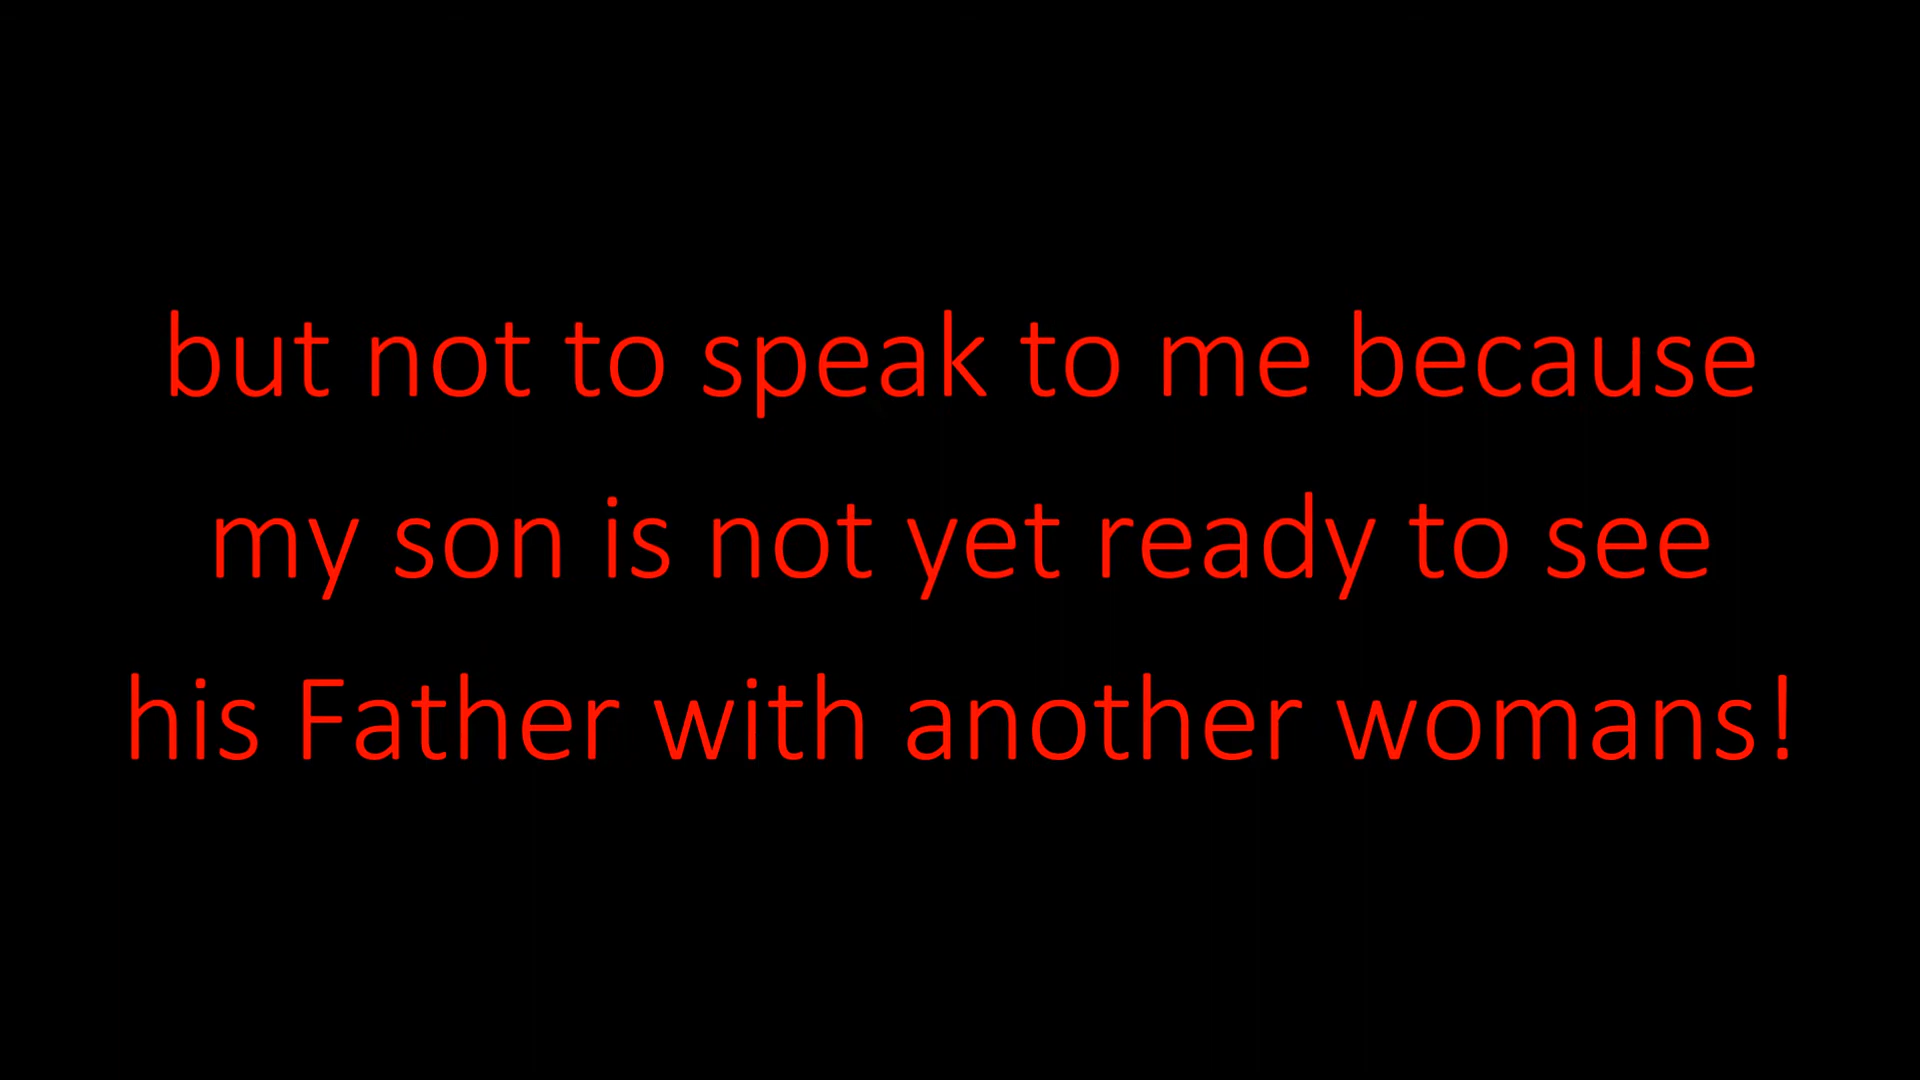 but not to speak to me because
my son is not yet ready to see
his Father with another womans!